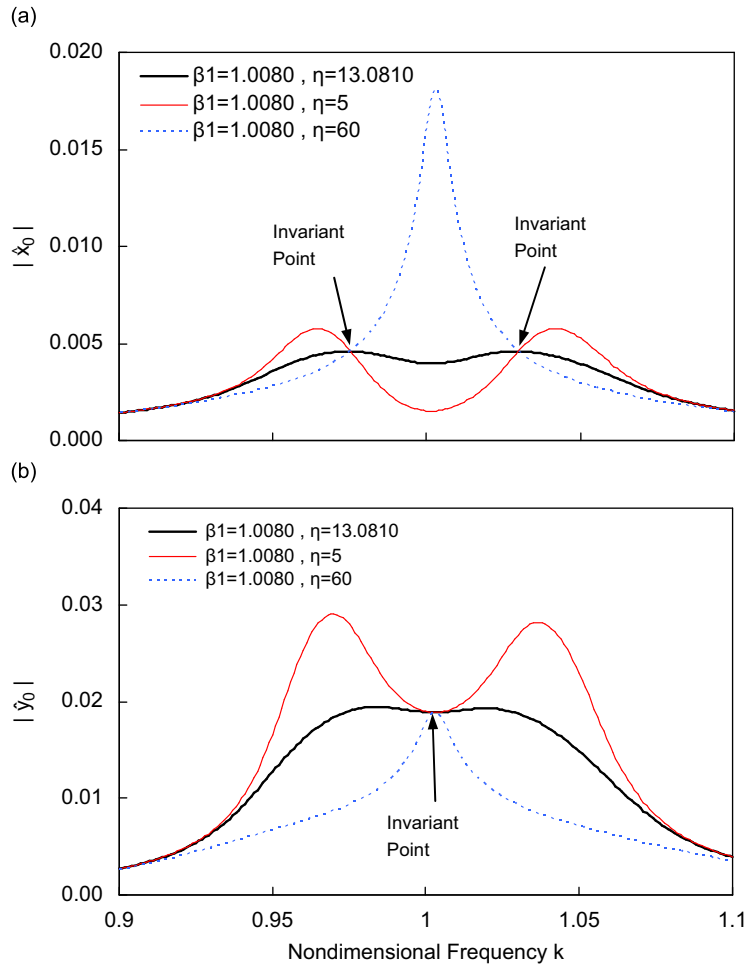 (a)
0.020
β1=1.0080 , η=13.0810
β1=1.0080 , η=5
β1=1.0080 , η=60
0.015
Invariant
Point
Invariant
Point
| x̂0 |
0.010
0.005
0.000
(b)
0.04
β1=1.0080 , η=13.0810
β1=1.0080 , η=5
β1=1.0080 , η=60
0.03
| ŷ0 |
0.02
0.01
Invariant
Point
0.00
0.9 0.95 1 1.05 1.1
Nondimensional Frequency k